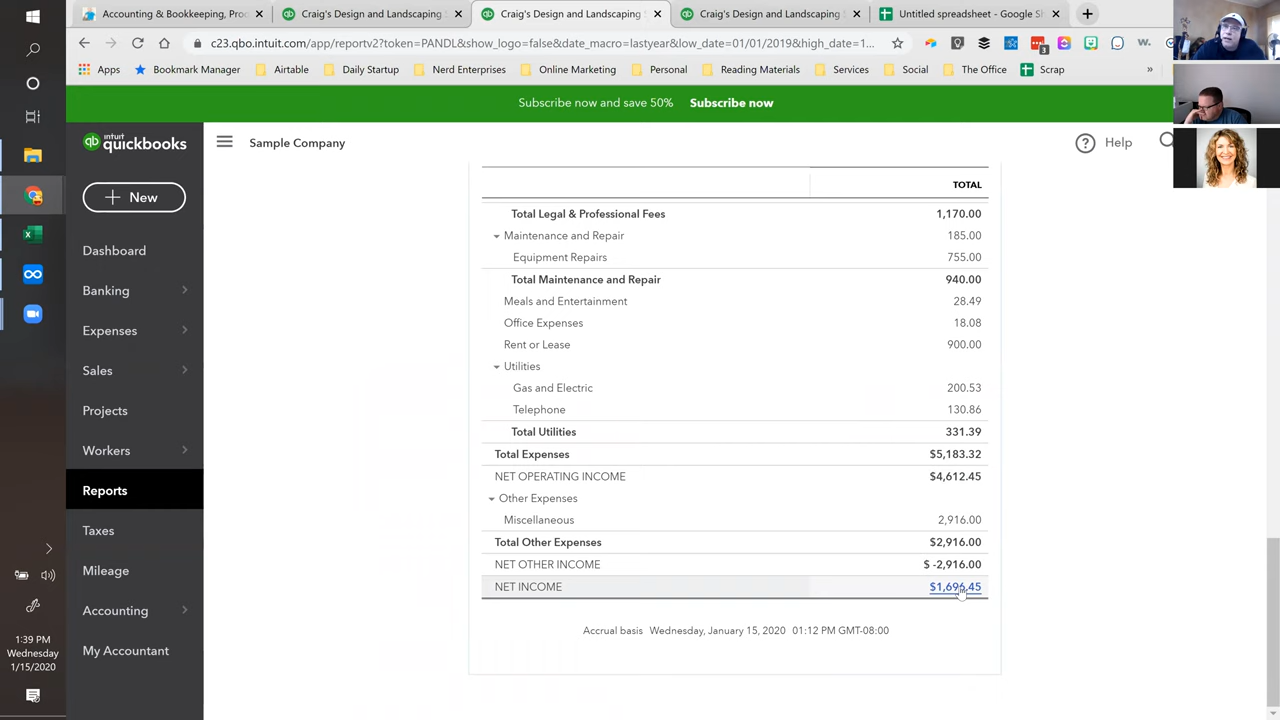 Accounting & Bookkeeping, Proc
Craig's Design and Landscaping S
Craig's Design and Landscaping S
Craig's Design and Landscaping S
Untitled spreadsheet - Google Sh
c23.qbo.intuit.com/app/reportv2?token=PANDL&show_logo=false&date_macro=lastyear&low_date=01/01/2019&high_date=1...
Apps
Bookmark Manager
Airtable
Daily Startup
Nerd Enterprises
Online Marketing
Personal
Reading Materials
Services
Social
The Office
Scrap
»
Subscribe now and save 50% Subscribe now
intuit
quickbooks
Sample Company
Help
+ New
Dashboard
Banking
Expenses
Sales
Projects
Workers
Reports
Taxes
Mileage
Accounting
My Accountant
TOTAL
Total Legal & Professional Fees 1,170.00
Maintenance and Repair 185.00
Equipment Repairs 755.00
Total Maintenance and Repair 940.00
Meals and Entertainment 28.49
Office Expenses 18.08
Rent or Lease 900.00
Utilities
Gas and Electric 200.53
Telephone 130.86
Total Utilities 331.39
Total Expenses $5,183.32
NET OPERATING INCOME $4,612.45
Other Expenses
Miscellaneous 2,916.00
Total Other Expenses $2,916.00
NET OTHER INCOME $ -2,916.00
NET INCOME $1,696.45
Accrual basis Wednesday, January 15, 2020 01:12 PM GMT-08:00
1:39 PM
Wednesday
1/15/2020